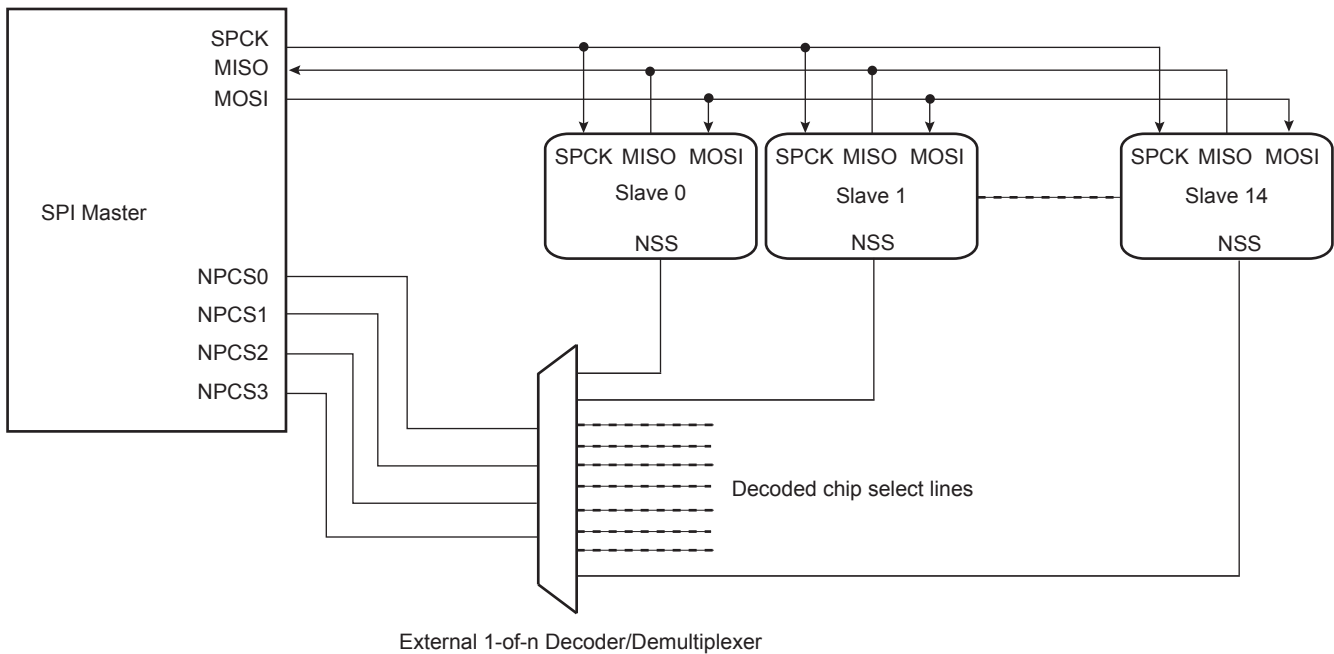 SPCK
MISO
MOSI
SPI Master
NPCS0
NPCS1
NPCS2
NPCS3
SPCK MISO MOSI
Slave 0
NSS
SPCK MISO MOSI
Slave 1
NSS
SPCK MISO MOSI
Slave 14
NSS
Decoded chip select lines
External 1-of-n Decoder/Demultiplexer